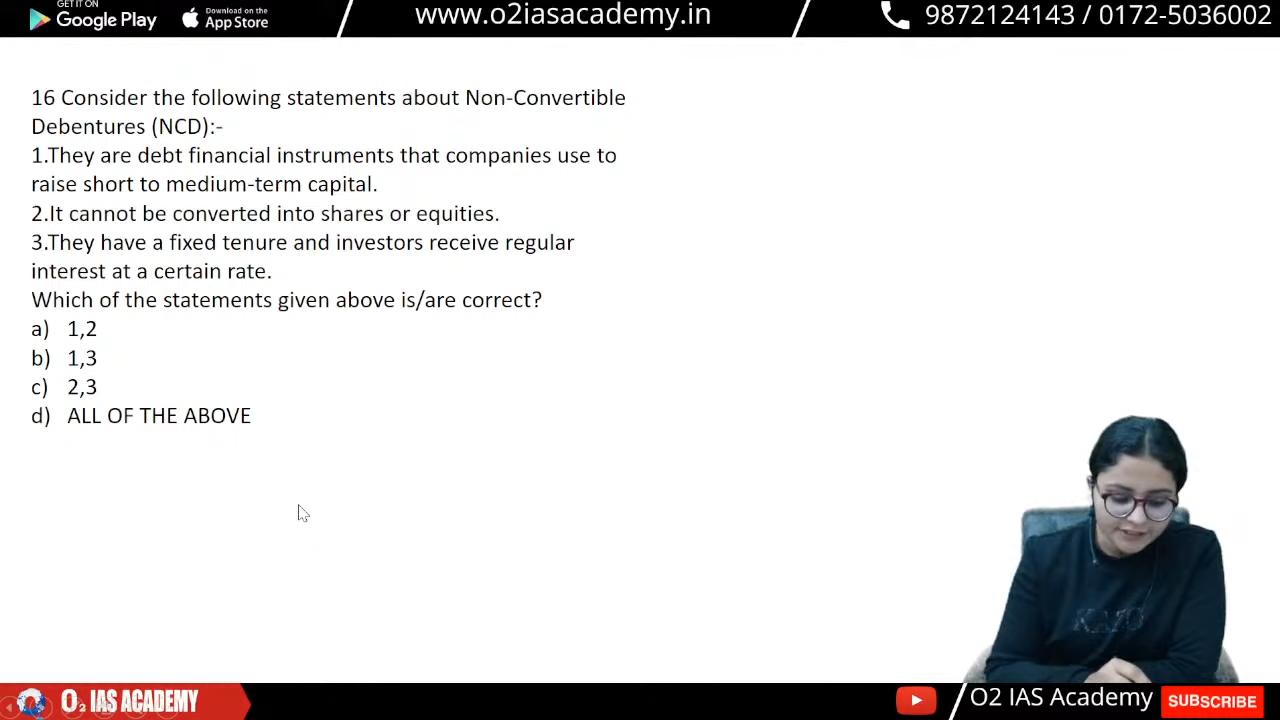 GET IT ON
Google Play
Download on the
App Store
www.o2iasacademy.in
9872124143 / 0172-5036002
16 Consider the following statements about Non-Convertible
Debentures (NCD):-
1.They are debt financial instruments that companies use to
raise short to medium-term capital.
2.It cannot be converted into shares or equities.
3.They have a fixed tenure and investors receive regular
interest at a certain rate.
Which of the statements given above is/are correct?
a) 1,2
b) 1,3
c) 2,3
d) ALL OF THE ABOVE
O2 IAS ACADEMY
O2 IAS Academy
SUBSCRIBE